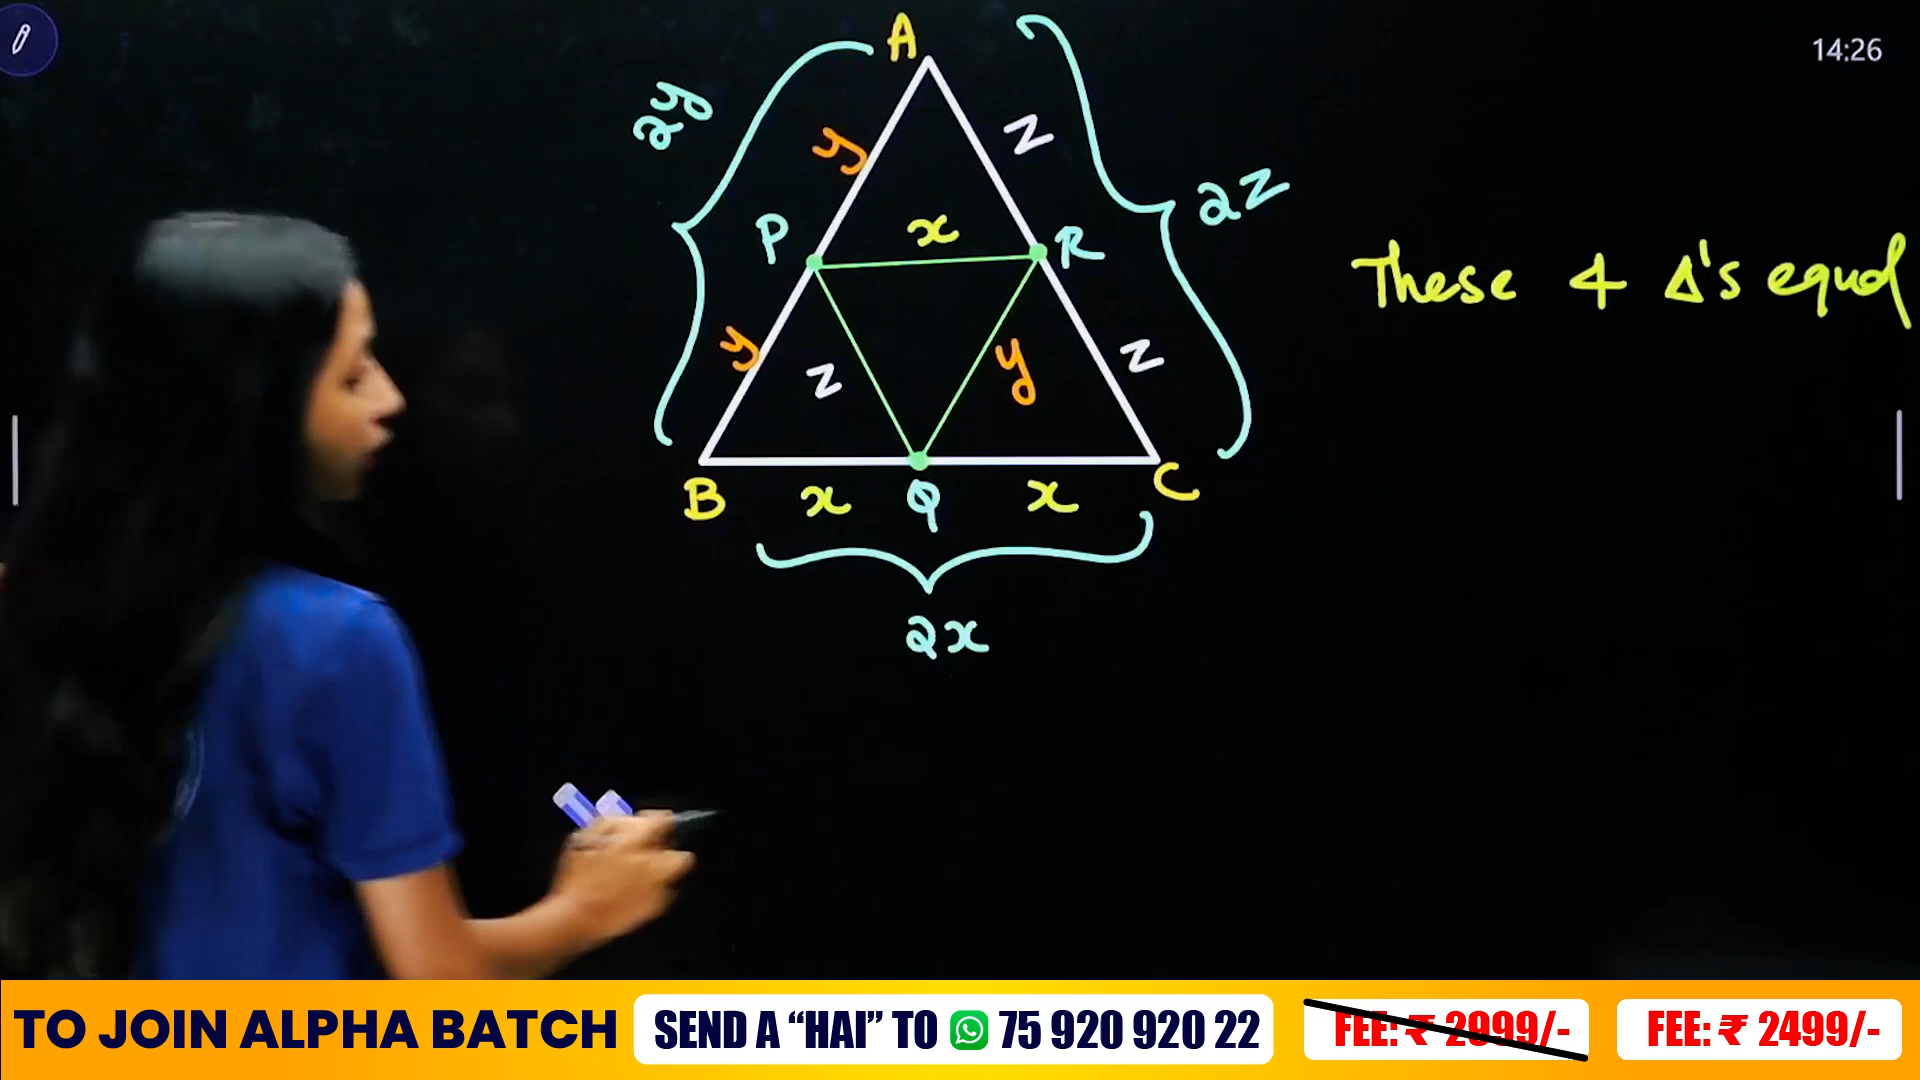 14:26
A
2y
y
z
2z
P
x
R
These 4 Δ's equal
y
z
y
z
B
x
Q
x
C
2x
TO JOIN ALPHA BATCH
SEND A “HAI” TO 75 920 920 22
FEE: ₹ 2999/-
FEE: ₹ 2499/-